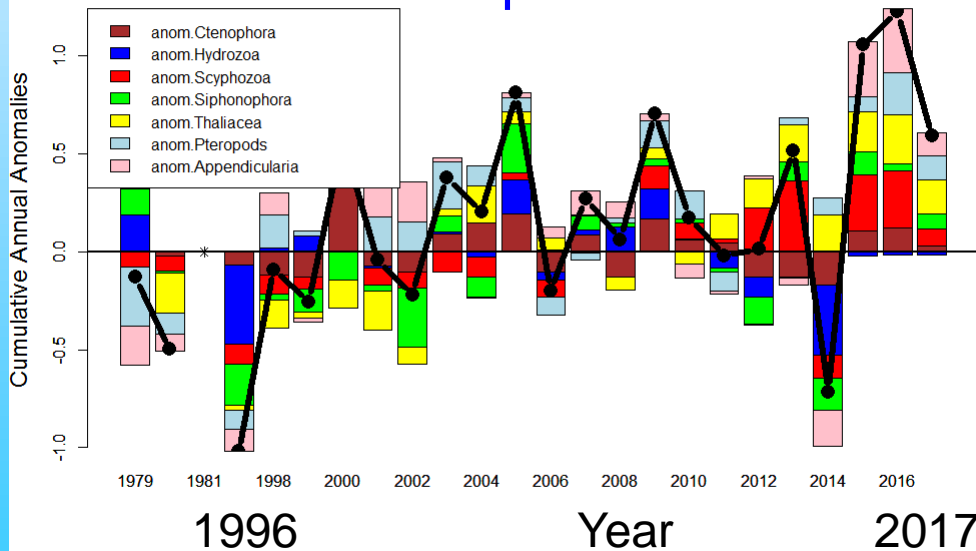 anom.Ctenophora
anom.Hydrozoa
anom.Scyphozoa
anom.Siphonophora
anom.Thaliacea
anom.Pteropods
anom.Appendicularia
Cumulative Annual Anomalies
1.0
0.5
0.0
-0.5
-1.0
1979 1981 1998 2000 2002 2004 2006 2008 2010 2012 2014 2016
1996 Year 2017